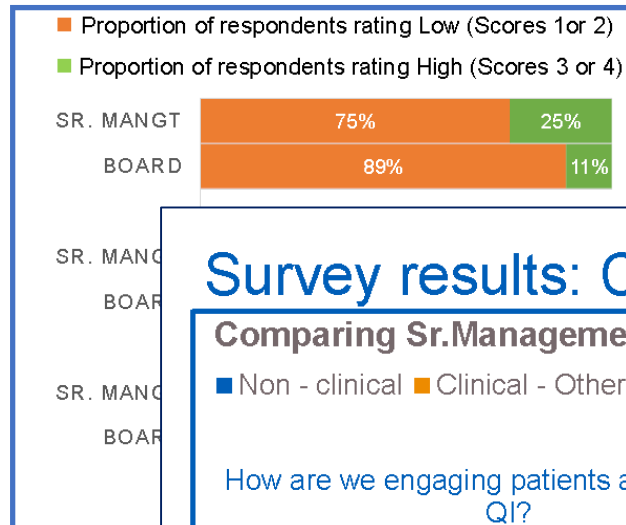 Proportion of respondents rating Low (Scores 1or 2)
Proportion of respondents rating High (Scores 3 or 4)
SR. MANGT 75% 25%
BOARD 89% 11%
SR. MANG
BOAR
SR. MANG
BOAR
Survey results:
Comparing Sr.Manageme
Non - clinical Clinical - Other
How are we engaging patients a
QI?